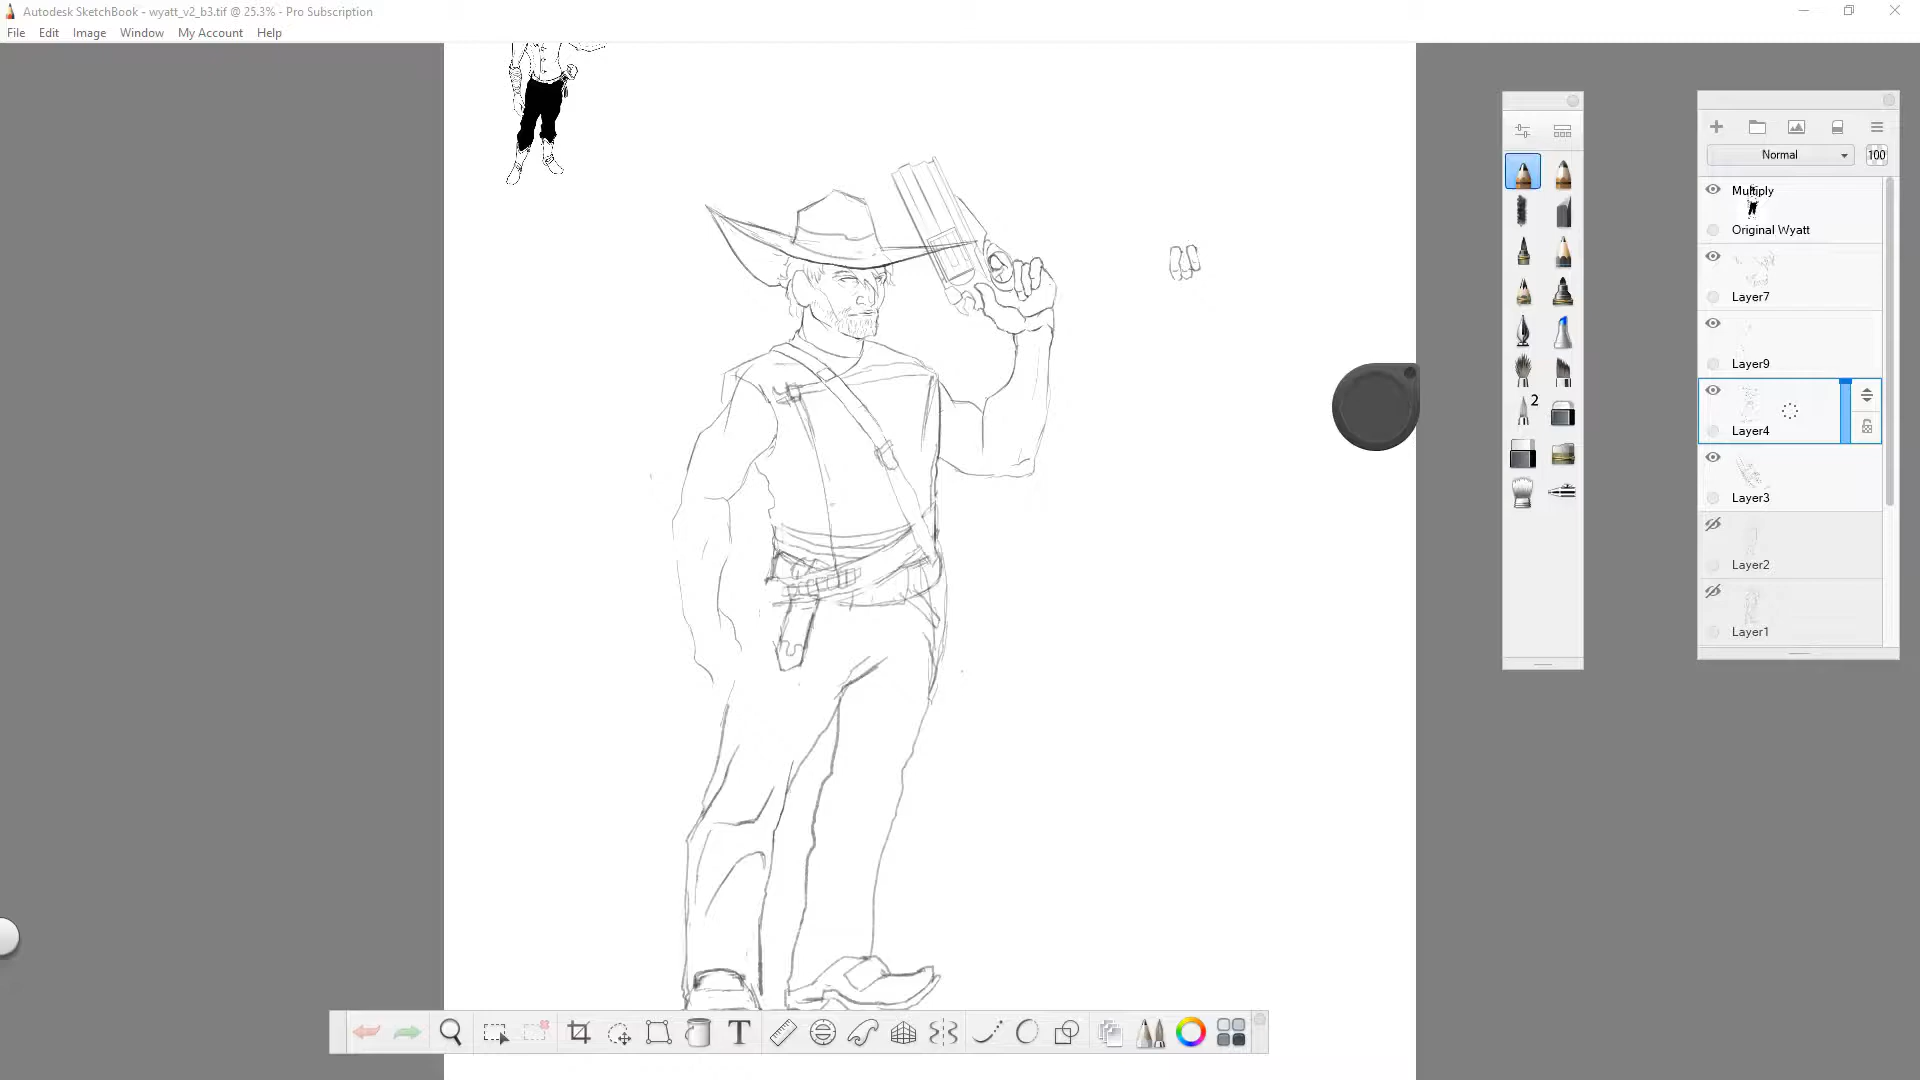 Autodesk SketchBook - wyatt_v2_b3.tif @ 25.3% - Pro Subscription
File Edit Image Window My Account Help
Normal 100
Multiply
Original Wyatt
Layer7
Layer9
Layer4
Layer3
Layer2
Layer1
2
T